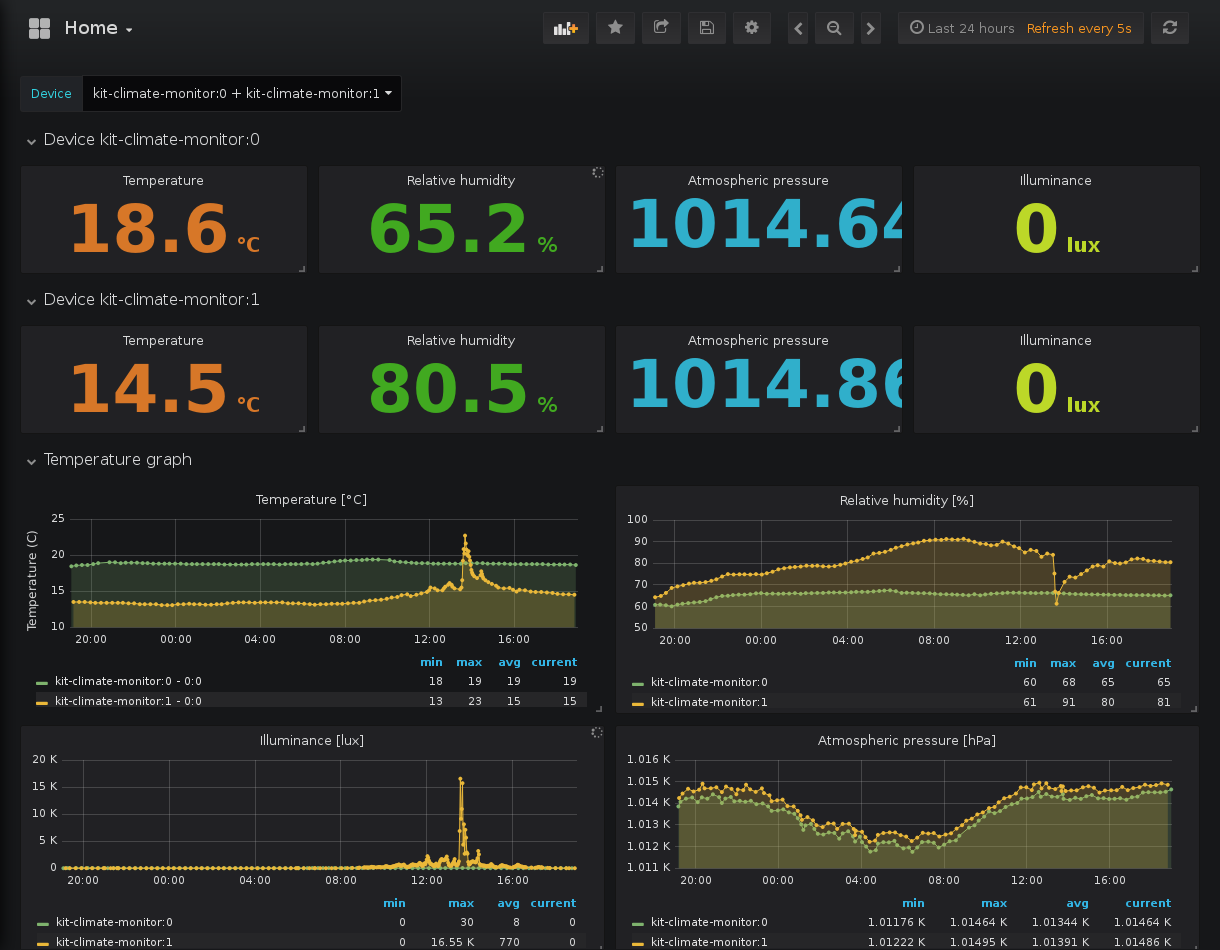 Home
Last 24 hours Refresh every 5s
Device kit-climate-monitor:0 + kit-climate-monitor:1
Device kit-climate-monitor:0
Temperature Relative humidity Atmospheric pressure Illuminance
18.6 °C 65.2 % 1014.64 0 lux
Device kit-climate-monitor:1
Temperature Relative humidity Atmospheric pressure Illuminance
14.5 °C 80.5 % 1014.86 0 lux
Temperature graph
Temperature [°C]
Temperature (C)
25
20
15
10
20:00 00:00 04:00 08:00 12:00 16:00
min max avg current
kit-climate-monitor:0 - 0:0 18 19 19 19
kit-climate-monitor:1 - 0:0 13 23 15 15
Relative humidity [%]
100
90
80
70
60
50
20:00 00:00 04:00 08:00 12:00 16:00
min max avg current
kit-climate-monitor:0 60 68 65 65
kit-climate-monitor:1 61 91 80 81
Illuminance [lux]
20 K
15 K
10 K
5 K
0
20:00 00:00 04:00 08:00 12:00 16:00
min max avg current
kit-climate-monitor:0 0 30 8 0
kit-climate-monitor:1 0 16.55 K 770 0
Atmospheric pressure [hPa]
1.016 K
1.015 K
1.014 K
1.013 K
1.012 K
1.011 K
20:00 00:00 04:00 08:00 12:00 16:00
min max avg current
kit-climate-monitor:0 1.01176 K 1.01464 K 1.01344 K 1.01464 K
kit-climate-monitor:1 1.01222 K 1.01495 K 1.01391 K 1.01486 K